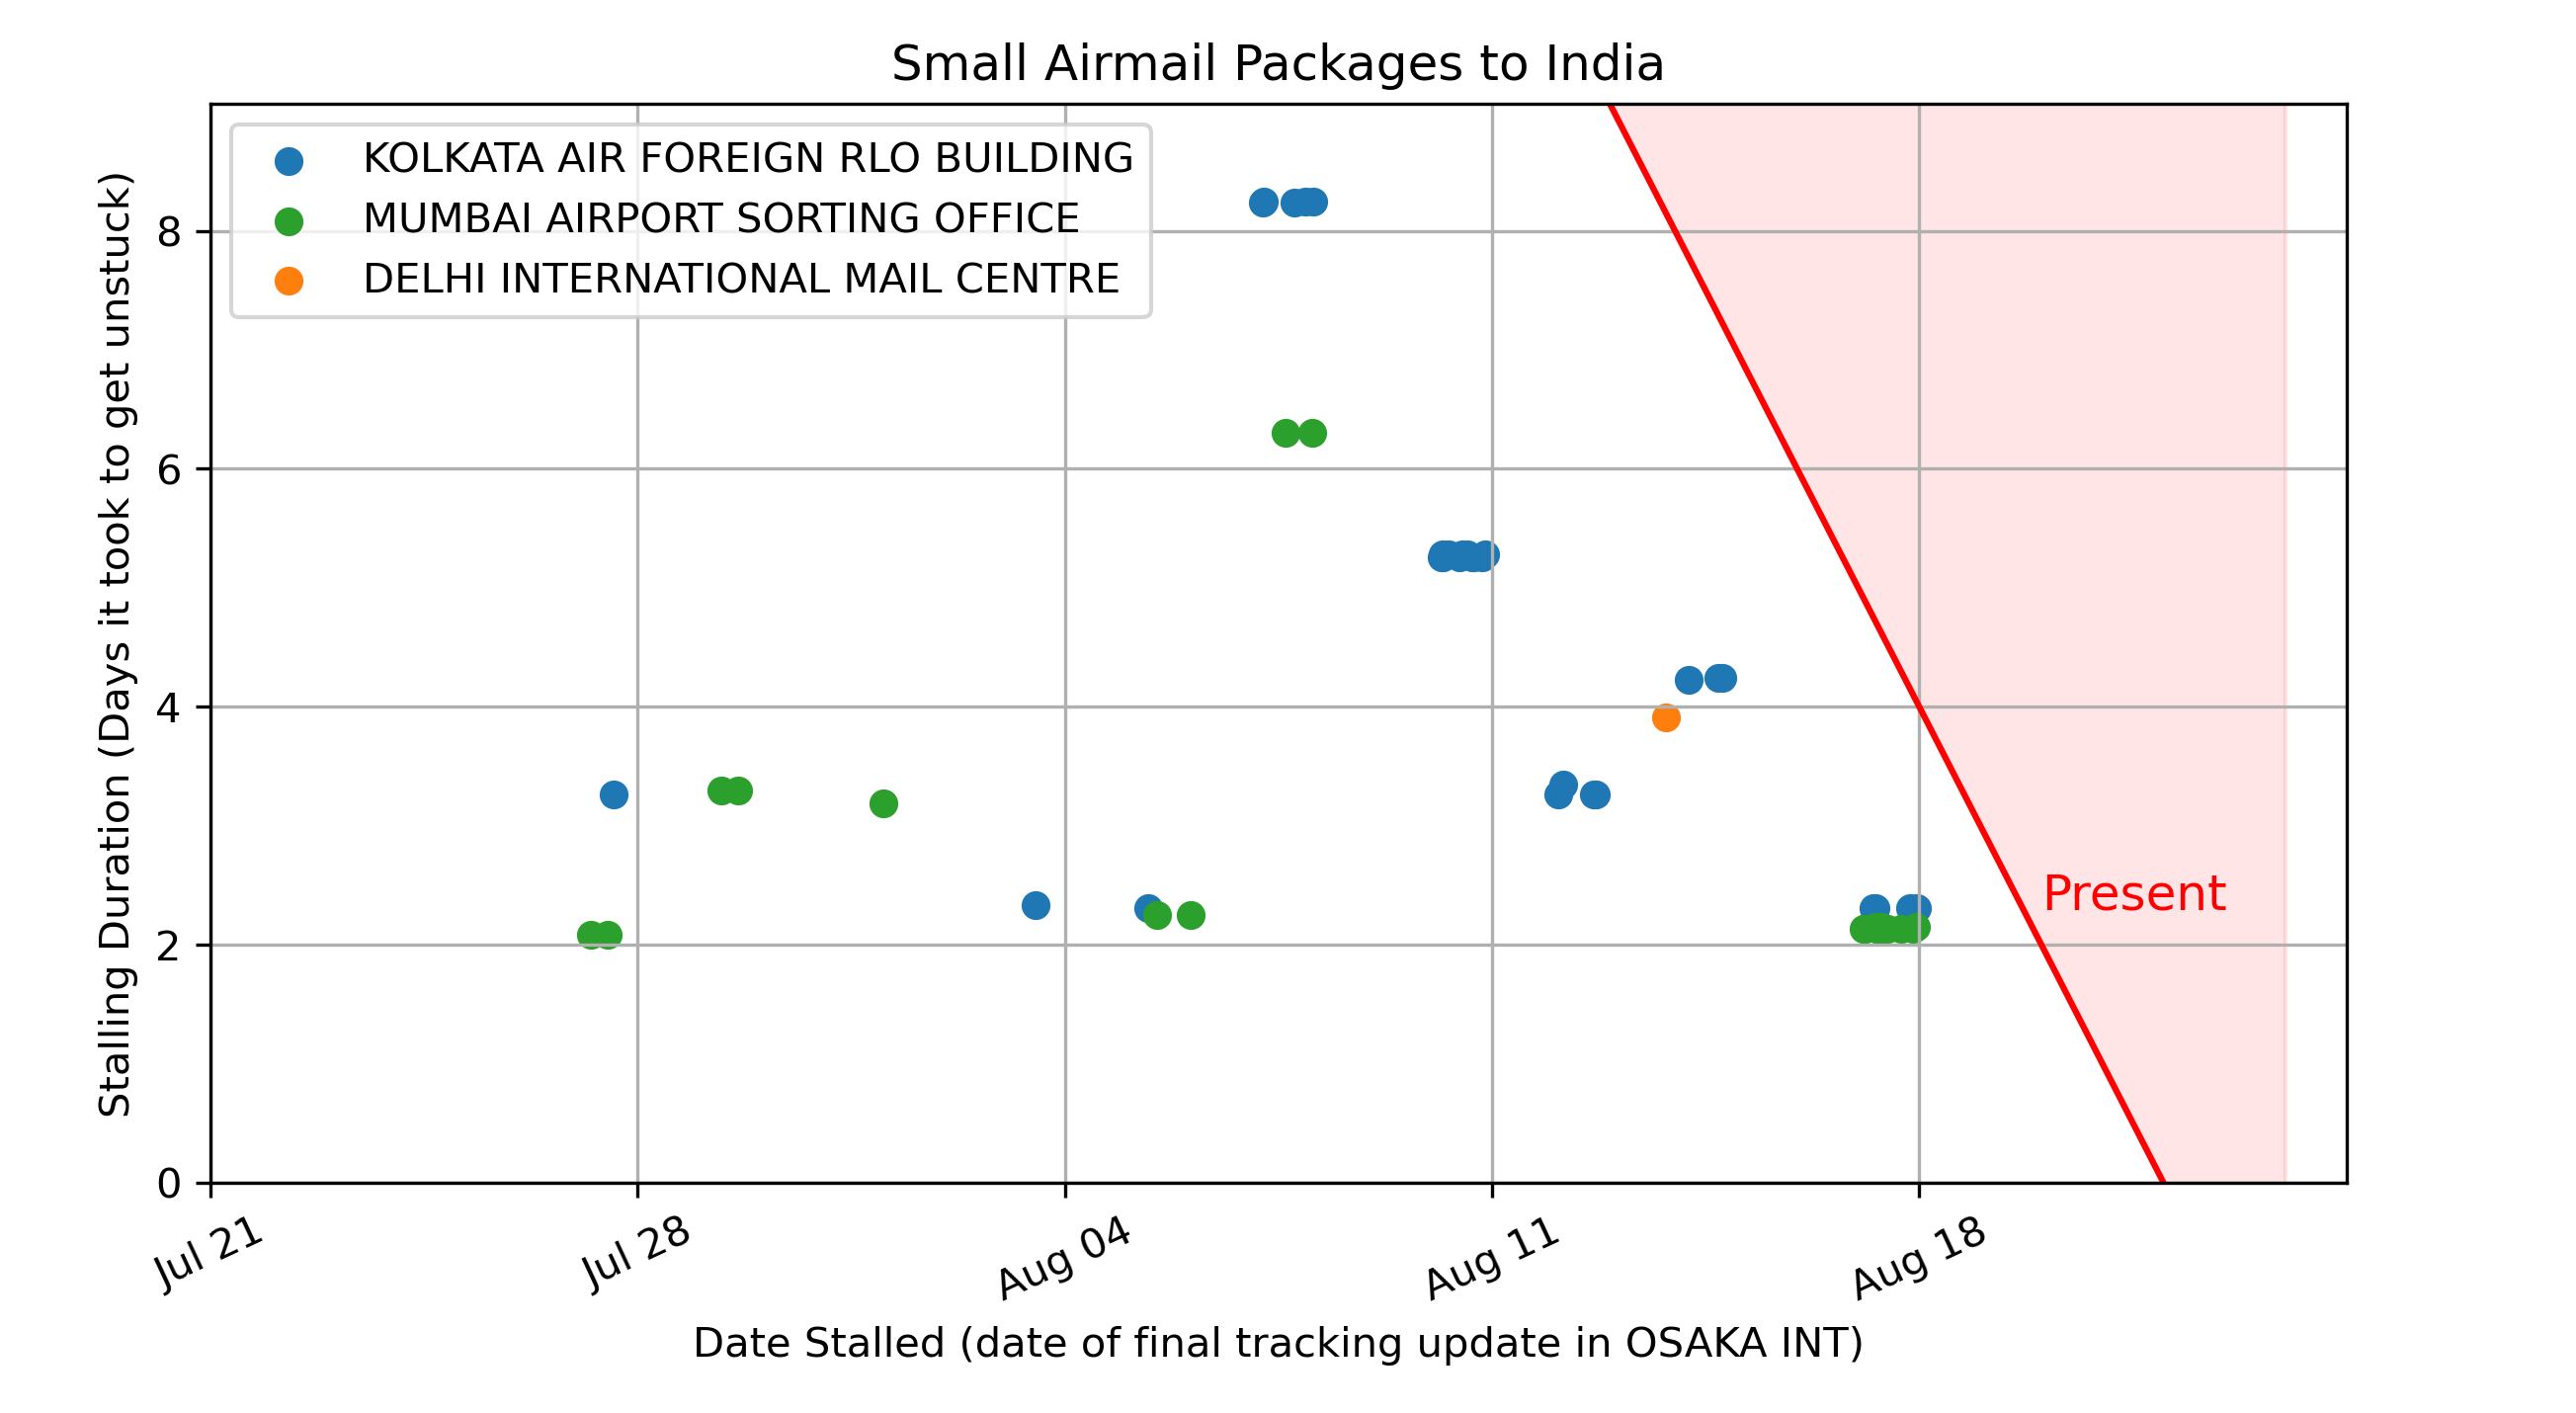 Small Airmail Packages to India
KOLKATA AIR FOREIGN RLO BUILDING
MUMBAI AIRPORT SORTING OFFICE
DELHI INTERNATIONAL MAIL CENTRE
Stalling Duration (Days it took to get unstuck)
8
6
4
2
0
Present
Jul 21
Jul 28
Aug 04
Aug 11
Aug 18
Date Stalled (date of final tracking update in OSAKA INT)